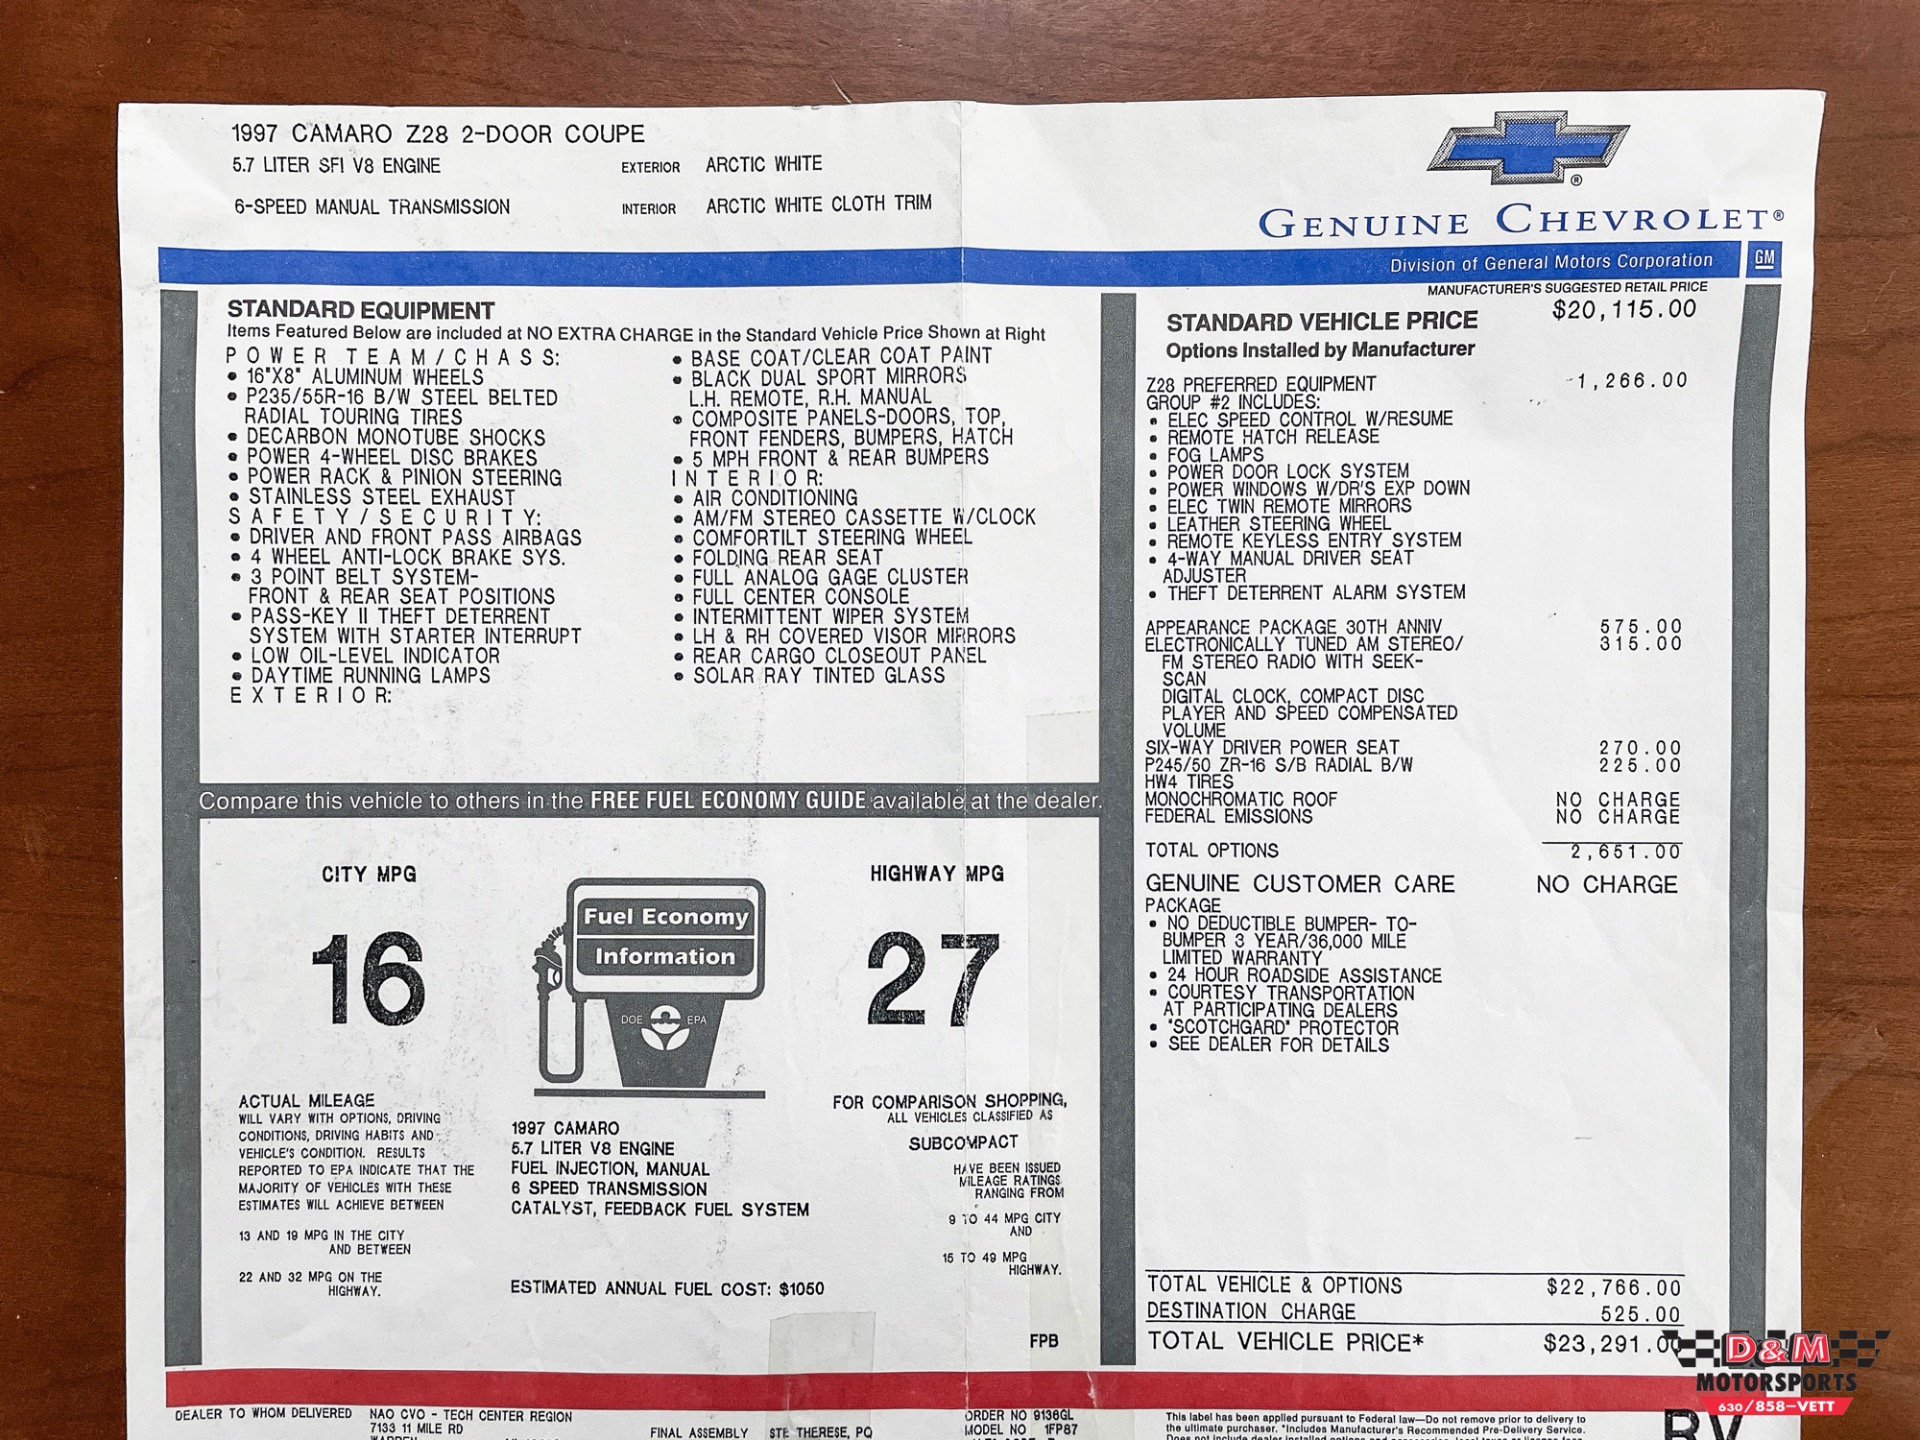 1997 CAMARO Z28 2-DOOR COUPE
5.7 LITER SFI V8 ENGINE
EXTERIOR ARCTIC WHITE
6-SPEED MANUAL TRANSMISSION
INTERIOR ARCTIC WHITE CLOTH TRIM
GENUINE CHEVROLET®
Division of General Motors Corporation
GM
STANDARD EQUIPMENT
Items Featured Below are included at NO EXTRA CHARGE in the Standard Vehicle Price Shown at Right
POWER TEAM/CHASS:
• 16"X8" ALUMINUM WHEELS
• P235/55R-16 B/W STEEL BELTED
RADIAL TOURING TIRES
• DECARBON MONOTUBE SHOCKS
• POWER 4-WHEEL DISC BRAKES
• POWER RACK & PINION STEERING
• STAINLESS STEEL EXHAUST
SAFETY/SECURITY:
• DRIVER AND FRONT PASS AIRBAGS
• 4 WHEEL ANTI-LOCK BRAKE SYS.
• 3 POINT BELT SYSTEM-
FRONT & REAR SEAT POSITIONS
• PASS-KEY II THEFT DETERRENT
SYSTEM WITH STARTER INTERRUPT
• LOW OIL-LEVEL INDICATOR
• DAYTIME RUNNING LAMPS
EXTERIOR:
• BASE COAT/CLEAR COAT PAINT
• BLACK DUAL SPORT MIRRORS
L.H. REMOTE, R.H. MANUAL
• COMPOSITE PANELS-DOORS, TOP,
FRONT FENDERS, BUMPERS, HATCH
• 5 MPH FRONT & REAR BUMPERS
INTERIOR:
• AIR CONDITIONING
• AM/FM STEREO CASSETTE W/CLOCK
• COMFORTILT STEERING WHEEL
• FOLDING REAR SEAT
• FULL ANALOG GAGE CLUSTER
• FULL CENTER CONSOLE
• INTERMITTENT WIPER SYSTEM
• LH & RH COVERED VISOR MIRRORS
• REAR CARGO CLOSEOUT PANEL
• SOLAR RAY TINTED GLASS
MANUFACTURER'S SUGGESTED RETAIL PRICE
STANDARD VEHICLE PRICE $20,115.00
Options Installed by Manufacturer
Z28 PREFERRED EQUIPMENT 1,266.00
GROUP #2 INCLUDES:
• ELEC SPEED CONTROL W/RESUME
• REMOTE HATCH RELEASE
• FOG LAMPS
• POWER DOOR LOCK SYSTEM
• POWER WINDOWS W/DR'S EXP DOWN
• ELEC TWIN REMOTE MIRRORS
• LEATHER STEERING WHEEL
• REMOTE KEYLESS ENTRY SYSTEM
• 4-WAY MANUAL DRIVER SEAT
ADJUSTER
• THEFT DETERRENT ALARM SYSTEM
APPEARANCE PACKAGE 30TH ANNIV 575.00
ELECTRONICALLY TUNED AM STEREO/ 315.00
FM STEREO RADIO WITH SEEK-
SCAN
DIGITAL CLOCK, COMPACT DISC
PLAYER AND SPEED COMPENSATED
VOLUME
SIX-WAY DRIVER POWER SEAT 270.00
P245/50 ZR-16 S/B RADIAL B/W 225.00
HW4 TIRES
MONOCHROMATIC ROOF NO CHARGE
FEDERAL EMISSIONS NO CHARGE
TOTAL OPTIONS 2,651.00
GENUINE CUSTOMER CARE NO CHARGE
PACKAGE
• NO DEDUCTIBLE BUMPER- TO-
BUMPER 3 YEAR/36,000 MILE
LIMITED WARRANTY
• 24 HOUR ROADSIDE ASSISTANCE
• COURTESY TRANSPORTATION
AT PARTICIPATING DEALERS
• "SCOTCHGARD" PROTECTOR
• SEE DEALER FOR DETAILS
TOTAL VEHICLE & OPTIONS $22,766.00
DESTINATION CHARGE 525.00
TOTAL VEHICLE PRICE* $23,291.00
Compare this vehicle to others in the FREE FUEL ECONOMY GUIDE available at the dealer.
CITY MPG
16
Fuel Economy
Information
DOE EPA
HIGHWAY MPG
27
ACTUAL MILEAGE
WILL VARY WITH OPTIONS, DRIVING
CONDITIONS, DRIVING HABITS AND
VEHICLE'S CONDITION. RESULTS
REPORTED TO EPA INDICATE THAT THE
MAJORITY OF VEHICLES WITH THESE
ESTIMATES WILL ACHIEVE BETWEEN
13 AND 19 MPG IN THE CITY
AND BETWEEN
22 AND 32 MPG ON THE
HIGHWAY.
1997 CAMARO
5.7 LITER V8 ENGINE
FUEL INJECTION, MANUAL
6 SPEED TRANSMISSION
CATALYST, FEEDBACK FUEL SYSTEM
ESTIMATED ANNUAL FUEL COST: $1050
FOR COMPARISON SHOPPING,
ALL VEHICLES CLASSIFIED AS
SUBCOMPACT
HAVE BEEN ISSUED
MILEAGE RATINGS
RANGING FROM
9 TO 44 MPG CITY
AND
15 TO 49 MPG
HIGHWAY.
FPB
DEALER TO WHOM DELIVERED NAO CVO - TECH CENTER REGION
7133 11 MILE RD
WARREN
FINAL ASSEMBLY STE THERESE, PQ
ORDER NO 9136GL
MODEL NO 1FP87
This label has been applied pursuant to Federal law—Do not remove prior to delivery to
the ultimate purchaser. *Includes Manufacturer's Recommended Pre-Delivery Service.
D&M
MOTORSPORTS
630/858-VETT